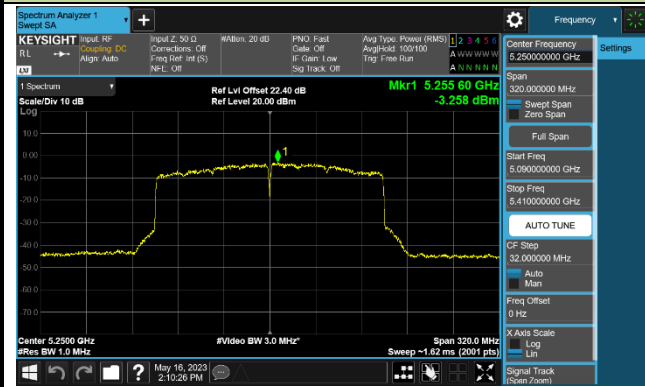 Spectrum Analyzer 1
Swept SA
Frequency
KEYSIGHT
RL
LXI
Input: RF
Coupling: DC
Align: Auto
Input Z: 50 Ω
Corrections: Off
Freq Ref: Int (S)
NFE: Off
#Atten: 20 dB
PNO: Fast
Gate: Off
IF Gain: Low
Sig Track: Off
Avg Type: Power (RMS)
Avg|Hold: 100/100
Trig: Free Run
1 2 3 4 5 6
A W W W W W
A N N N N N
1 Spectrum
Scale/Div 10 dB
Log
Ref Lvl Offset 22.40 dB
Ref Level 20.00 dBm
Mkr1 5.255 60 GHz
-3.258 dBm
10.0
0.00
-10.0
-20.0
-30.0
-40.0
-50.0
-60.0
-70.0
1
Center 5.2500 GHz
#Res BW 1.0 MHz
#Video BW 3.0 MHz*
Span 320.0 MHz
Sweep ~1.62 ms (2001 pts)
May 16, 2023
2:10:26 PM
Center Frequency
5.250000000 GHz
Span
320.000000 MHz
Swept Span
Zero Span
Full Span
Start Freq
5.090000000 GHz
Stop Freq
5.410000000 GHz
AUTO TUNE
CF Step
32.000000 MHz
Auto
Man
Freq Offset
0 Hz
X Axis Scale
Log
Lin
Signal Track
(Span Zoom)
Settings